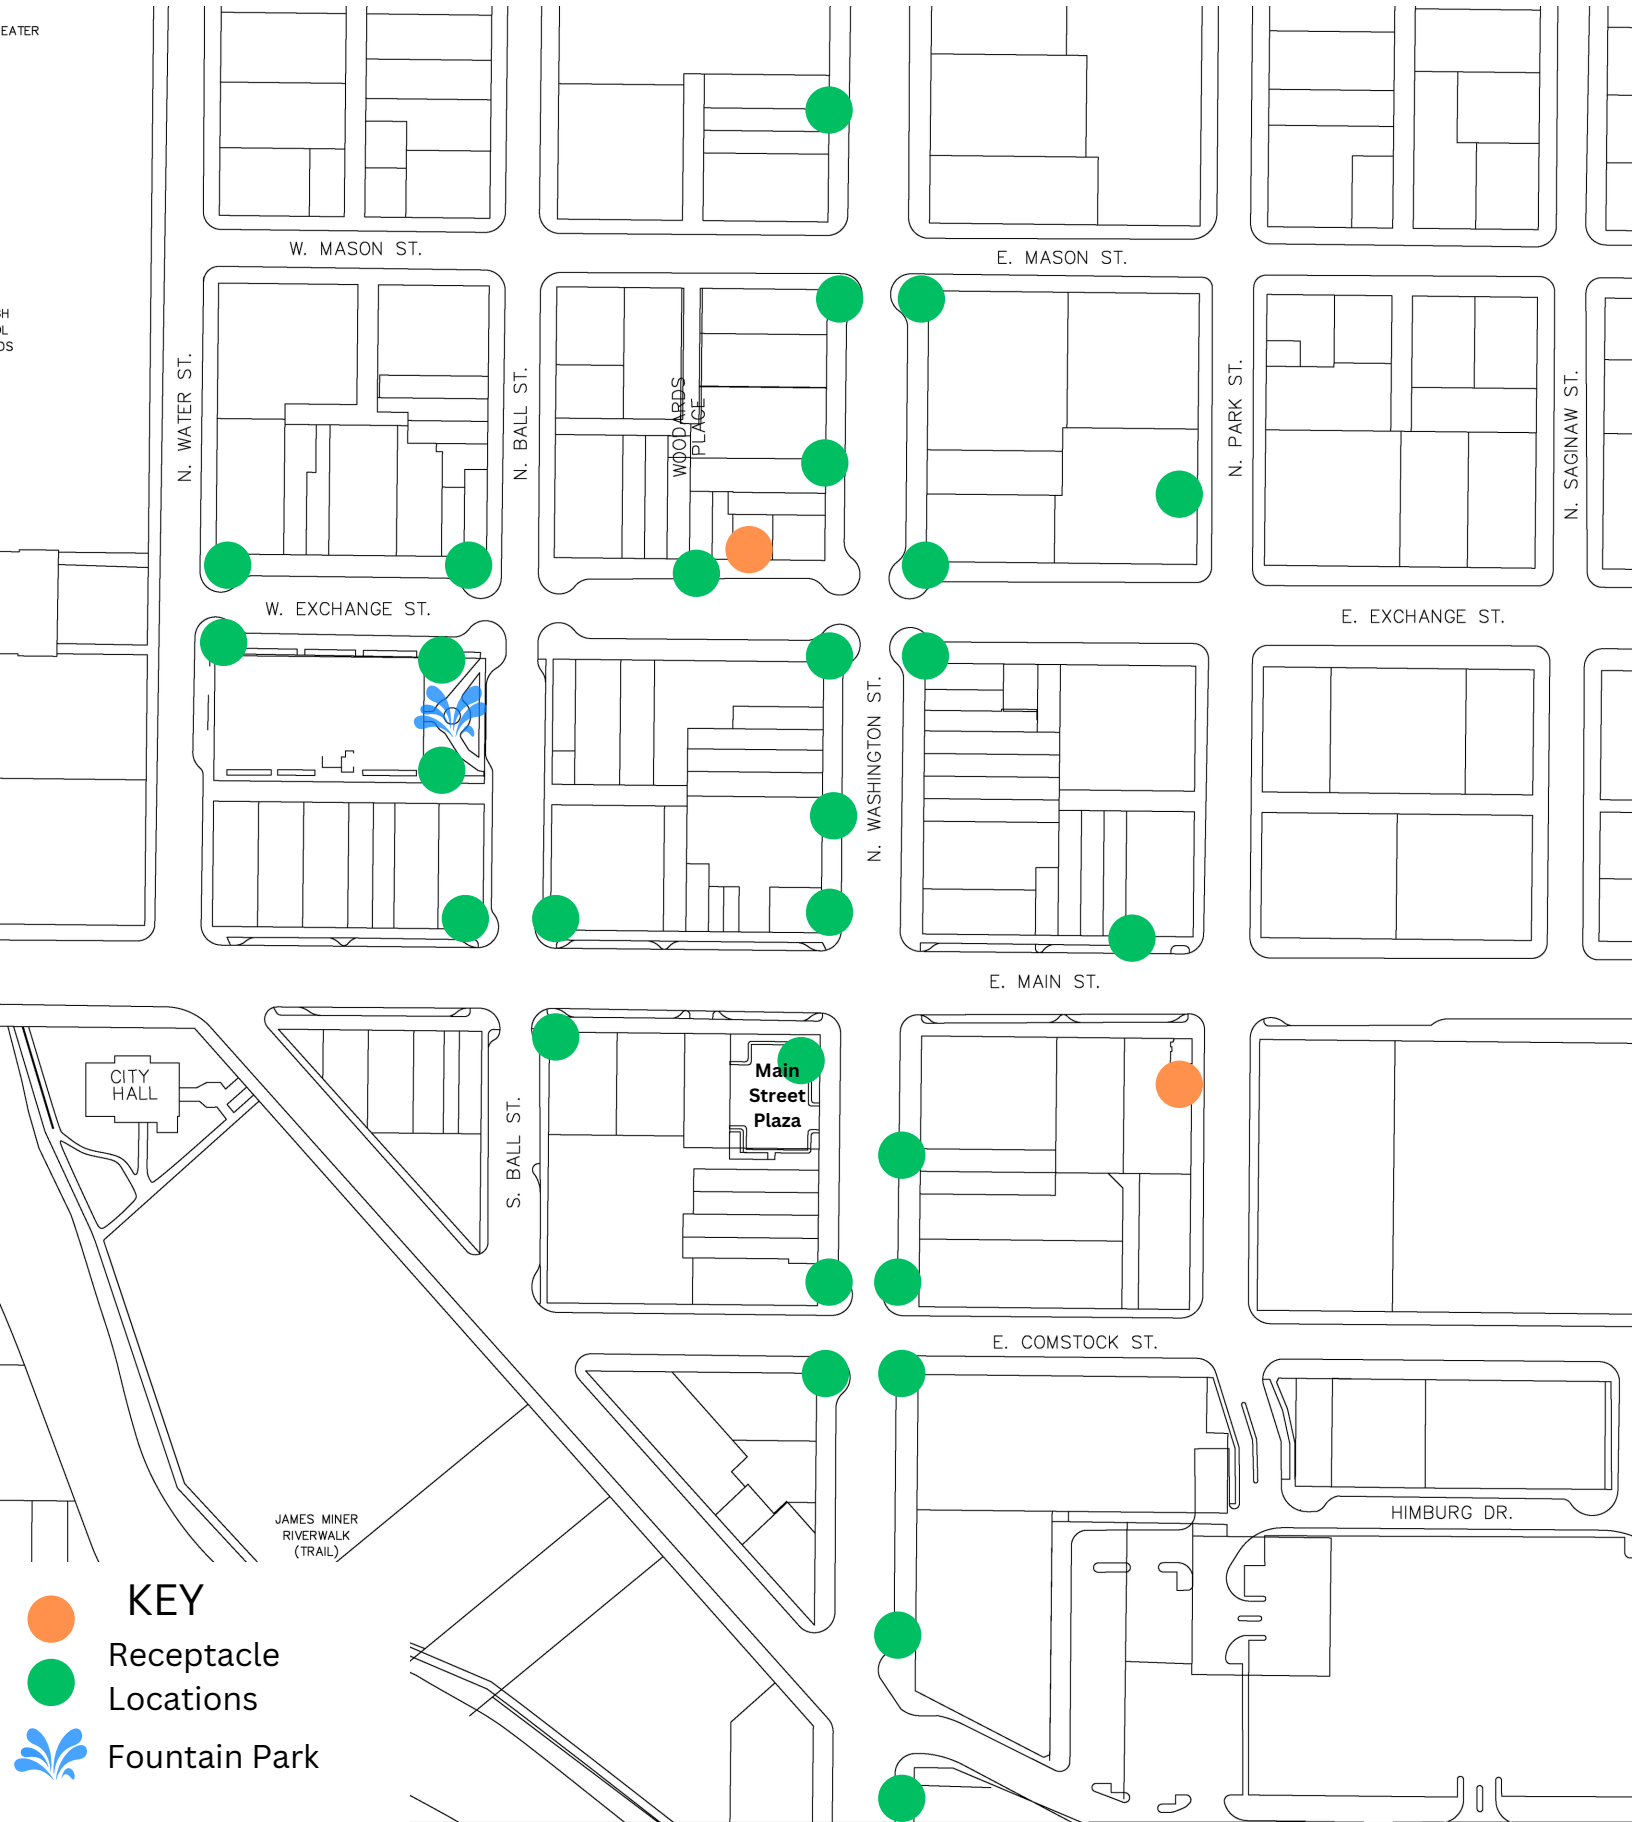 EATER
W. MASON ST.
E. MASON ST.
N. WATER ST.
N. BALL ST.
WOODARDS
PLACE
N. PARK ST.
N. SAGINAW ST.
W. EXCHANGE ST.
E. EXCHANGE ST.
N. WASHINGTON ST.
E. MAIN ST.
CITY
HALL
Main
Street
Plaza
S. BALL ST.
E. COMSTOCK ST.
JAMES MINER
RIVERWALK
(TRAIL)
HIMBURG DR.
KEY
Receptacle
Locations
Fountain Park